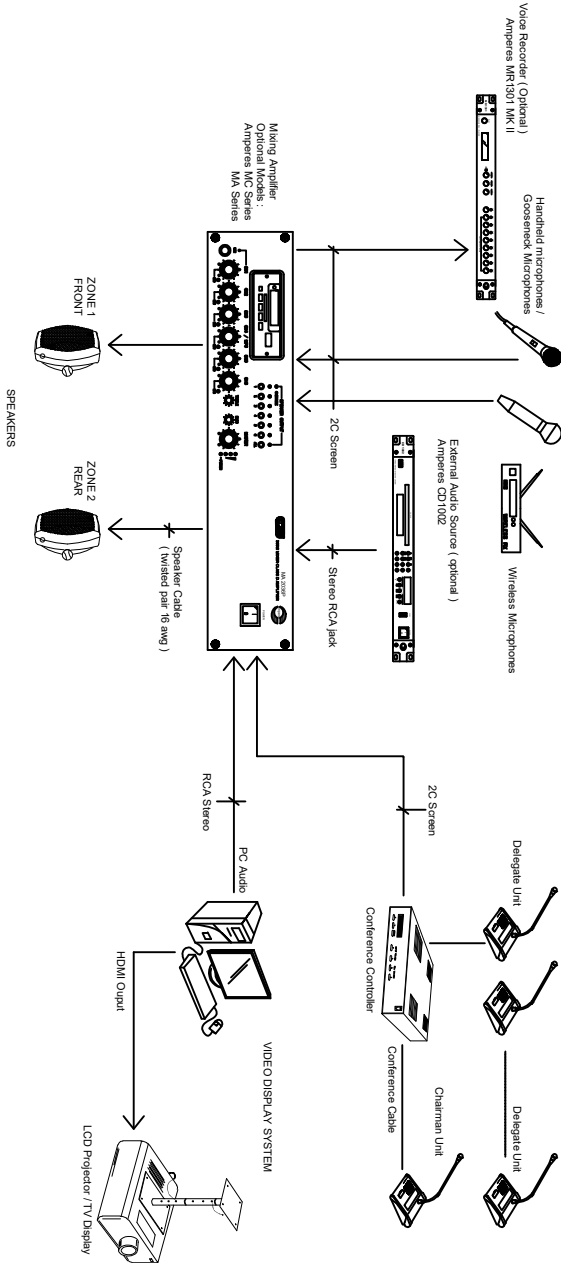 Voice Recorder ( Optional )
Amperes MR1301 MK II
Handheld microphones /
Gooseneck Microphones
Wireless Microphones
Mixing Amplifier
Optional Models :
Amperes MC Series
MA Series
2C Screen
External Audio Source ( optional )
Amperes CD1002
Stereo RCA jack
ZONE 1
FRONT
ZONE 2
REAR
Speaker Cable
( twisted pair 16 awg )
SPEAKERS
Delegate Unit
Delegate Unit
2C Screen
Conference Controller
Conference Cable
Chairman Unit
RCA Stereo
PC Audio
VIDEO DISPLAY SYSTEM
HDMI Ouput
LCD Projector / TV Display